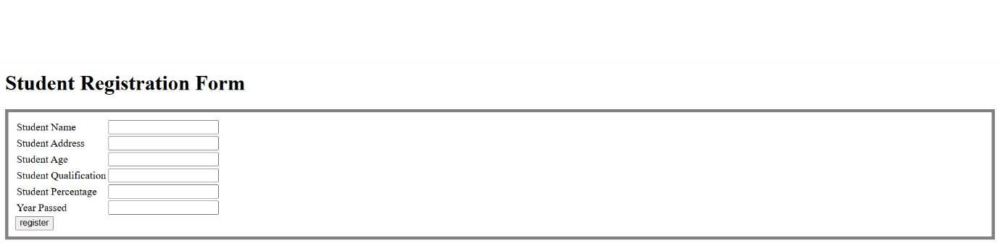 Student Registration Form
Student Name
Student Address
Student Age
Student Qualification
Student Percentage
Year Passed
register